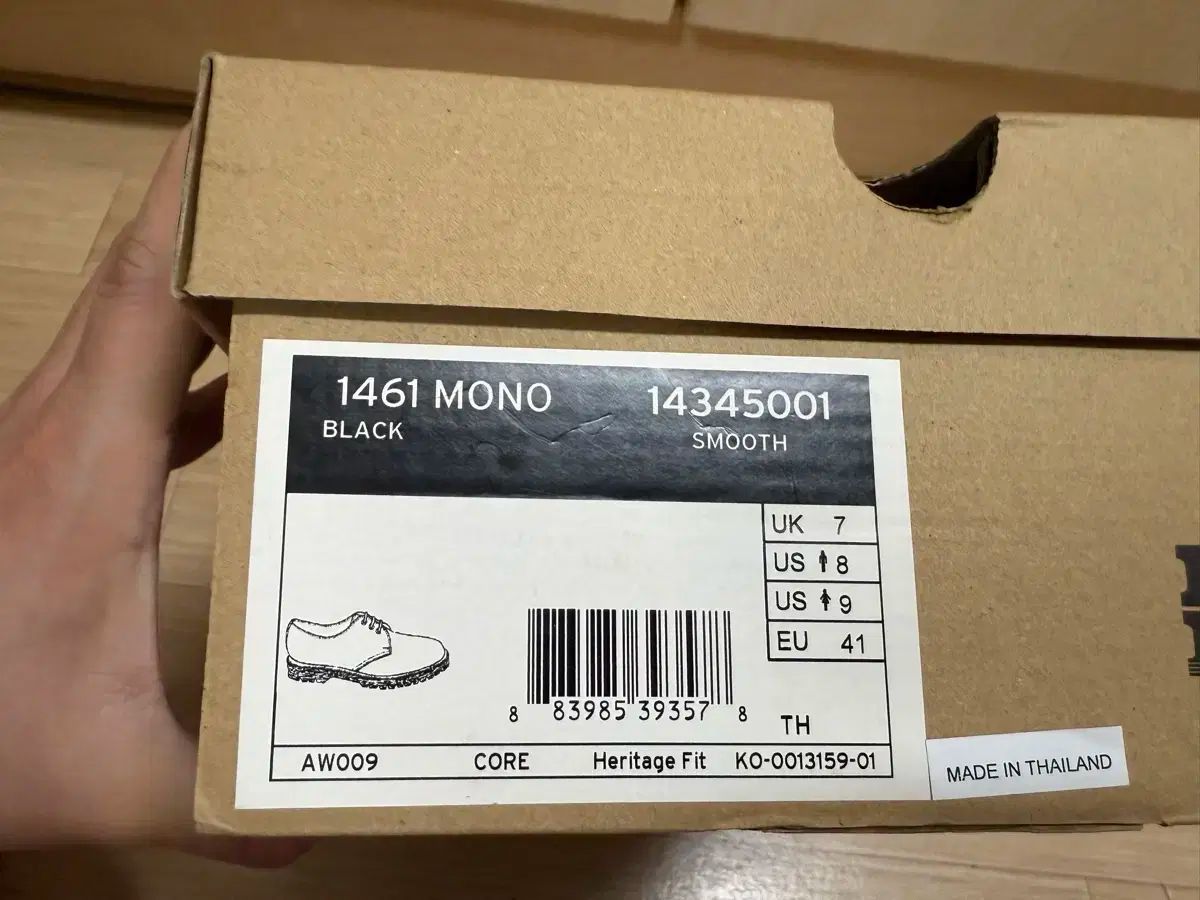 1461 MONO 14345001
BLACK SMOOTH
UK 7
US 8
US 9
EU 41
8 83985 39357 8
TH
AW009 CORE Heritage Fit KO-0013159-01
MADE IN THAILAND